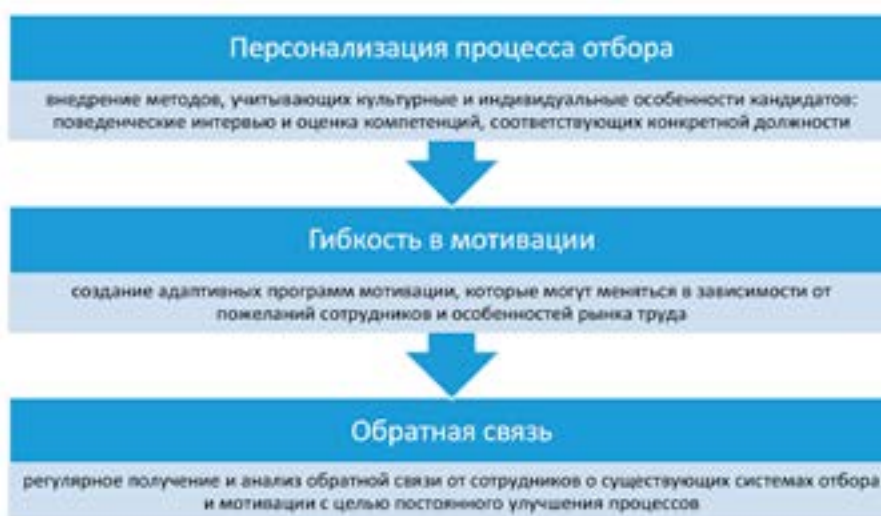 Персонализация процесса отбора
внедрение методов, учитывающих культурные и индивидуальные особенности кандидатов:
поведенческие интервью и оценка компетенций, соответствующих конкретной должности
Гибкость в мотивации
создание адаптивных программ мотивации, которые могут меняться в зависимости от
пожеланий сотрудников и особенностей рынка труда
Обратная связь
регулярное получение и анализ обратной связи от сотрудников о существующих системах отбора
и мотивации с целью постоянного улучшения процессов